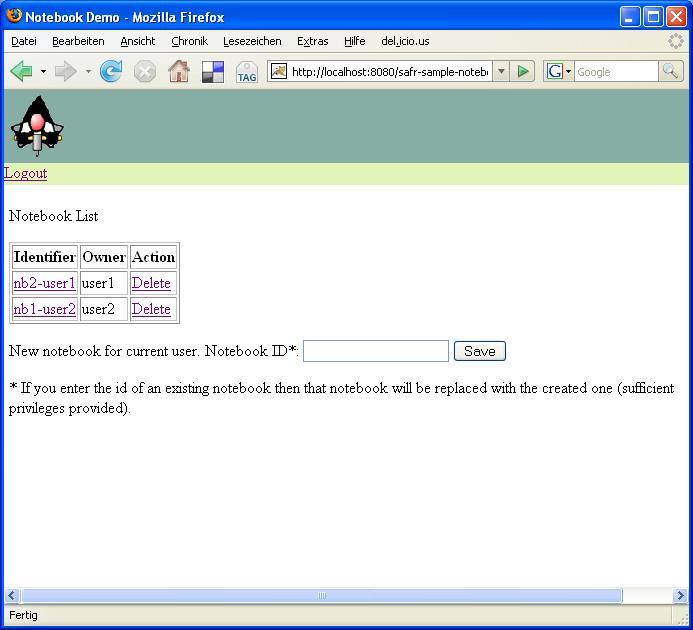 Notebook Demo - Mozilla Firefox
Datei Bearbeiten Ansicht Chronik Lesezeichen Extras Hilfe del.icio.us
TAG http://localhost:8080/safr-sample-noteb G Google
Logout
Notebook List
Identifier Owner Action
nb2-user1 user1 Delete
nb1-user2 user2 Delete
New notebook for current user. Notebook ID*: Save
* If you enter the id of an existing notebook then that notebook will be replaced with the created one (sufficient
privileges provided).
Fertig